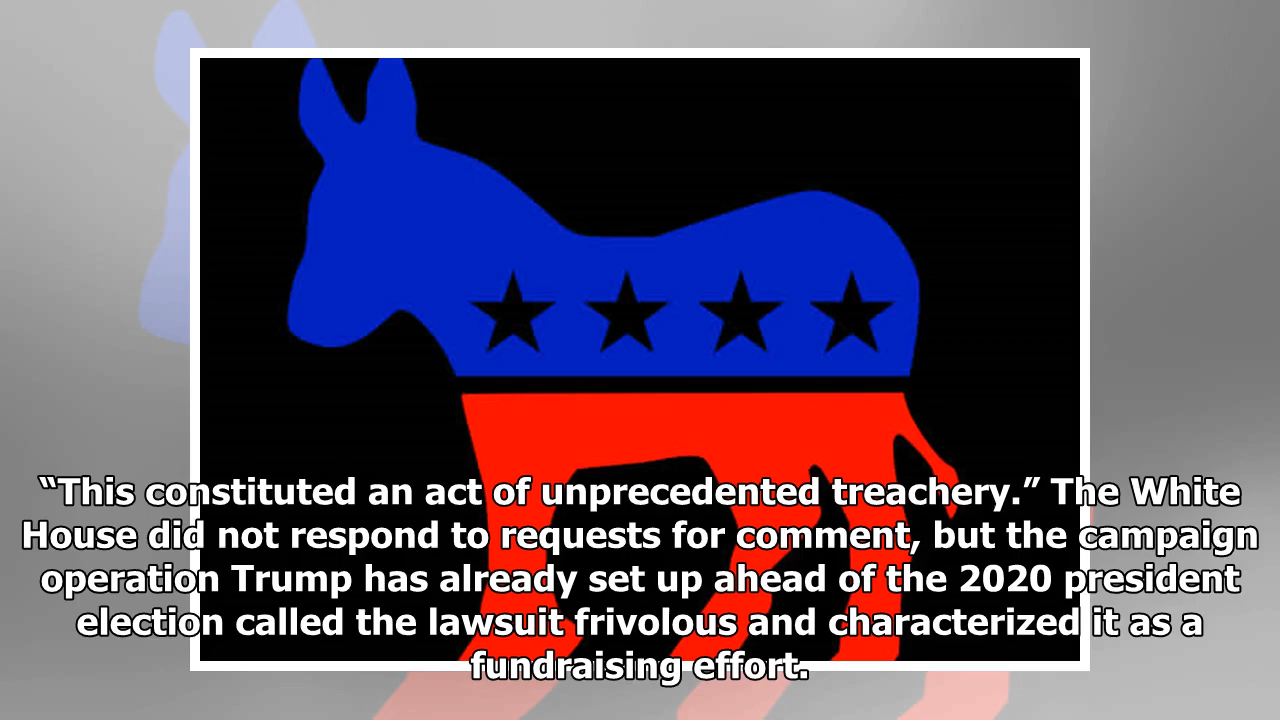 “This constituted an act of unprecedented treachery.” The White
House did not respond to requests for comment, but the campaign
operation Trump has already set up ahead of the 2020 president
election called the lawsuit frivolous and characterized it as a
fundraising effort.